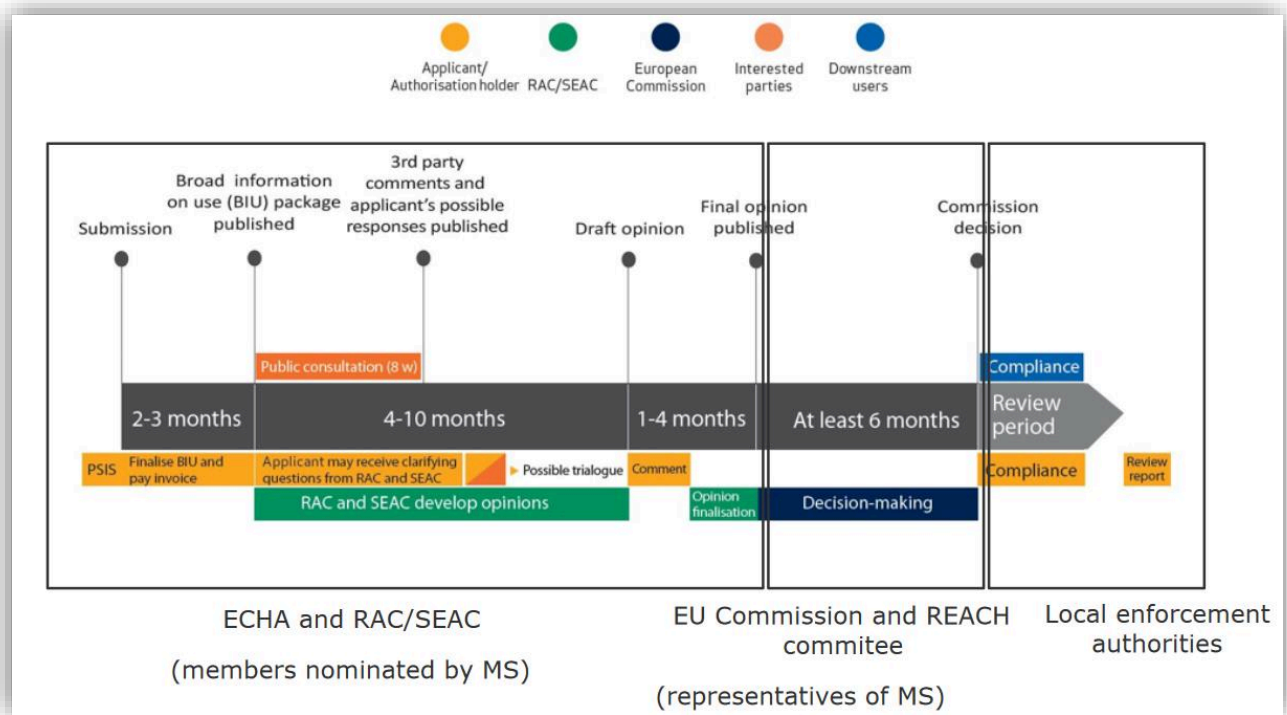 Applicant/
Authorisation holder
RAC/SEAC
European
Commission
Interested
parties
Downstream
users
Submission
Broad information
on use (BIU) package
published
3rd party
comments and
applicant's possible
responses published
Draft opinion
Final opinion
published
Commission
decision
Public consultation (8 w)
Compliance
2-3 months
4-10 months
1-4 months
At least 6 months
Review
period
PSIS
Finalise BIU and
pay invoice
Applicant may receive clarifying
questions from RAC and SEAC
Possible trialogue
Comment
Compliance
Review
report
RAC and SEAC develop opinions
Opinion
finalisation
Decision-making
ECHA and RAC/SEAC
(members nominated by MS)
EU Commission and REACH
commitee
(representatives of MS)
Local enforcement
authorities